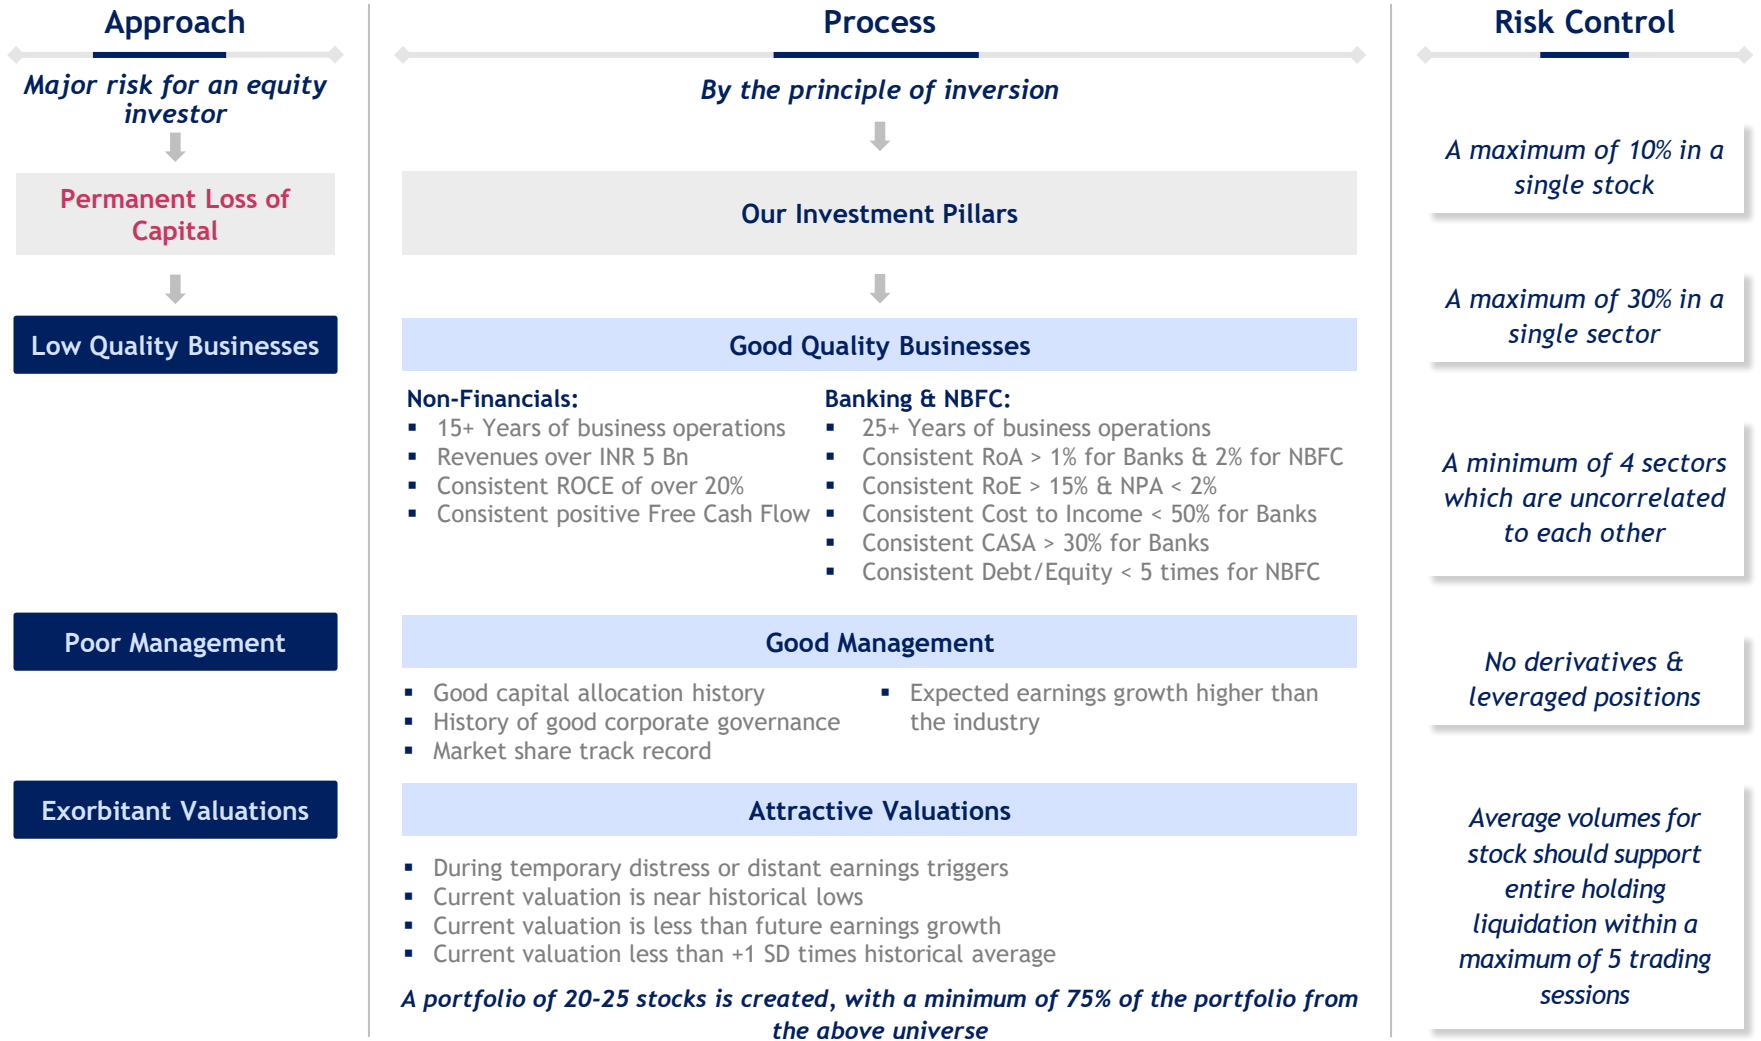 Approach
Major risk for an equity
investor
Permanent Loss of
Capital
Low Quality Businesses
Poor Management
Exorbitant Valuations
Process
By the principle of inversion
Our Investment Pillars
Good Quality Businesses
Non-Financials:
▪ 15+ Years of business operations
▪ Revenues over INR 5 Bn
▪ Consistent ROCE of over 20%
▪ Consistent positive Free Cash Flow
Banking & NBFC:
▪ 25+ Years of business operations
▪ Consistent RoA > 1% for Banks & 2% for NBFC
▪ Consistent RoE > 15% & NPA < 2%
▪ Consistent Cost to Income < 50% for Banks
▪ Consistent CASA > 30% for Banks
▪ Consistent Debt/Equity < 5 times for NBFC
Good Management
▪ Good capital allocation history
▪ History of good corporate governance
▪ Market share track record
▪ Expected earnings growth higher than
the industry
Attractive Valuations
▪ During temporary distress or distant earnings triggers
▪ Current valuation is near historical lows
▪ Current valuation is less than future earnings growth
▪ Current valuation less than +1 SD times historical average
A portfolio of 20-25 stocks is created, with a minimum of 75% of the portfolio from
the above universe
Risk Control
A maximum of 10% in a
single stock
A maximum of 30% in a
single sector
A minimum of 4 sectors
which are uncorrelated
to each other
No derivatives &
leveraged positions
Average volumes for
stock should support
entire holding
liquidation within a
maximum of 5 trading
sessions